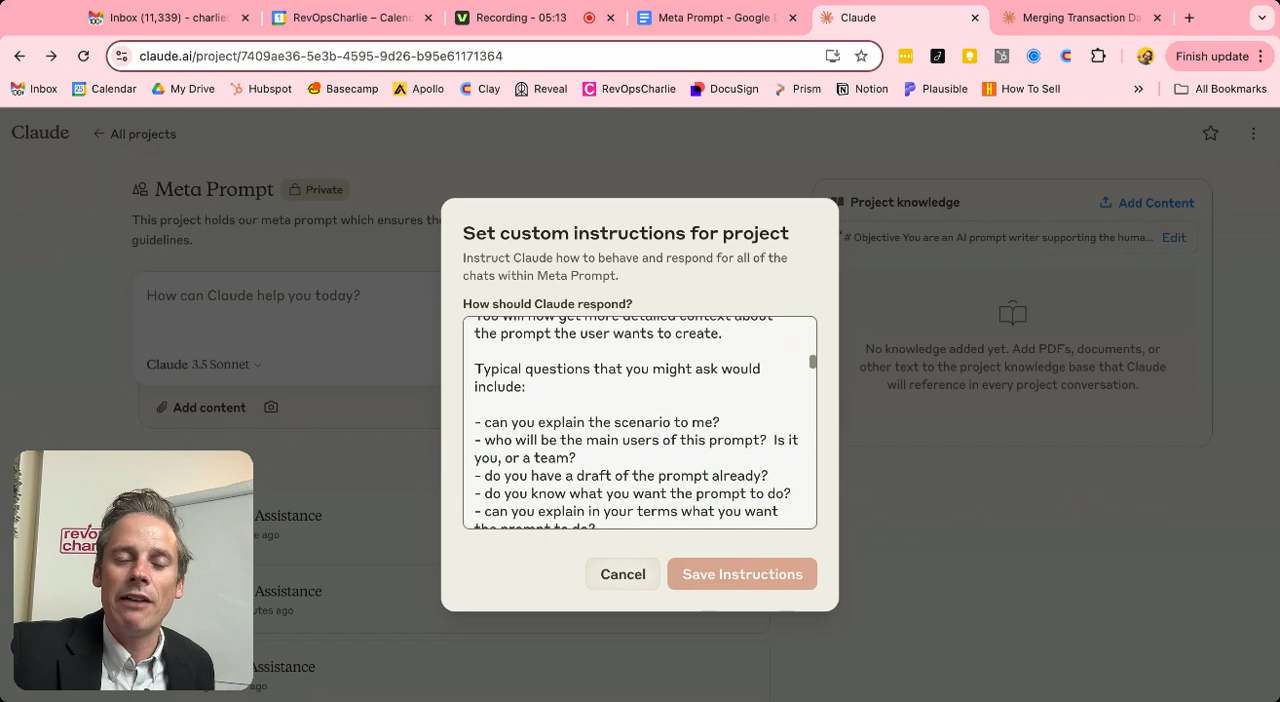 Inbox (11,339) - charlie
RevOpsCharlie – Calen
Recording - 05:13
Meta Prompt - Google D
Claude
Merging Transaction Da
claude.ai/project/7409ae36-5e3b-4595-9d26-b95e61171364
Finish update
Inbox
Calendar
My Drive
Hubspot
Basecamp
Apollo
Clay
Reveal
RevOpsCharlie
DocuSign
Prism
Notion
Plausible
How To Sell
»
All Bookmarks
Claude
← All projects
Meta Prompt
Private
This project holds our meta prompt which ensures the
guidelines.
How can Claude help you today?
Claude 3.5 Sonnet
Add content
Assistance
e ago
Assistance
utes ago
Assistance
ago
Set custom instructions for project
Instruct Claude how to behave and respond for all of the
chats within Meta Prompt.
How should Claude respond?
You will now get more detailed context about
the prompt the user wants to create.
Typical questions that you might ask would
include:
- can you explain the scenario to me?
- who will be the main users of this prompt? Is it
you, or a team?
- do you have a draft of the prompt already?
- do you know what you want the prompt to do?
- can you explain in your terms what you want
the prompt to do?
Cancel
Save Instructions
Project knowledge
Add Content
# Objective You are an AI prompt writer supporting the huma...
Edit
No knowledge added yet. Add PDFs, documents, or
other text to the project knowledge base that Claude
will reference in every project conversation.
revo
char